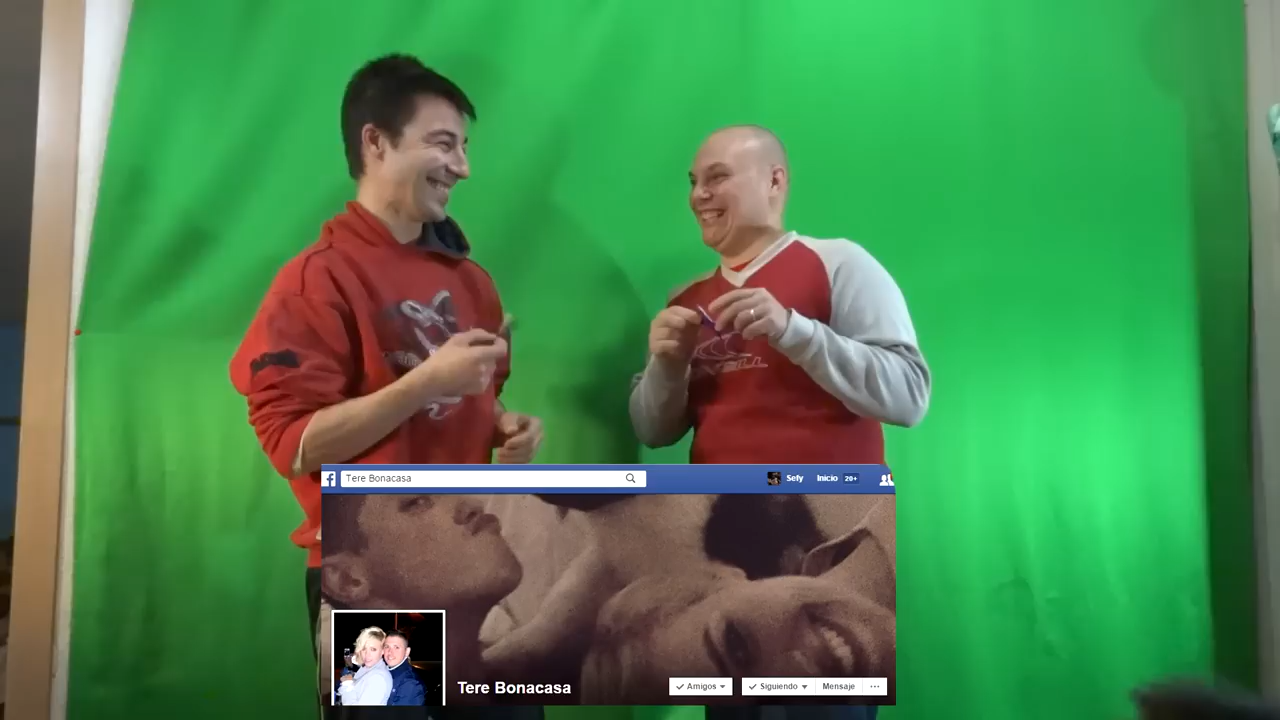 Tere Bonacasa
Sefy Inicio 20+
Tere Bonacasa
Amigos Siguiendo Mensaje ...